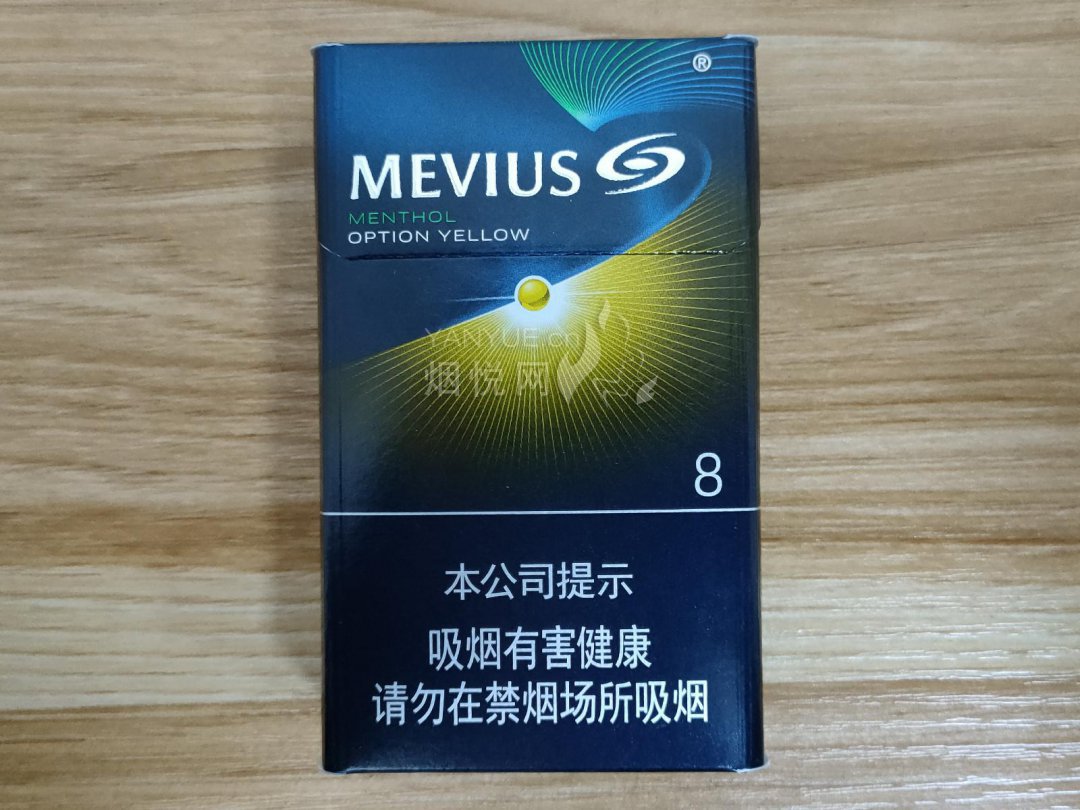 ®
MEVIUS
MENTHOL
OPTION YELLOW
YANYUE.cn
烟悦网
8
本公司提示
吸烟有害健康
请勿在禁烟场所吸烟